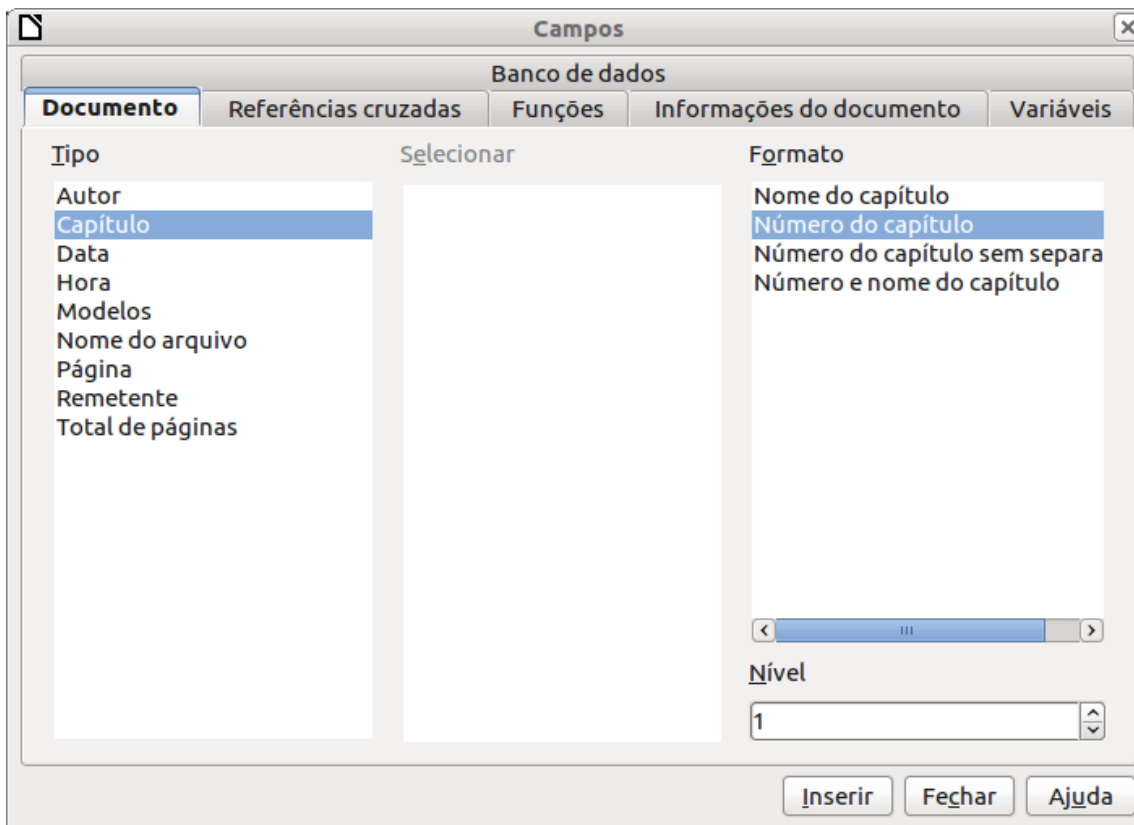 Campos
Banco de dados
Documento Referências cruzadas Funções Informações do documento Variáveis
Tipo
Autor
Capítulo
Data
Hora
Modelos
Nome do arquivo
Página
Remetente
Total de páginas
Selecionar
Formato
Nome do capítulo
Número do capítulo
Número do capítulo sem separa
Número e nome do capítulo
Nível
1
Inserir Fechar Ajuda